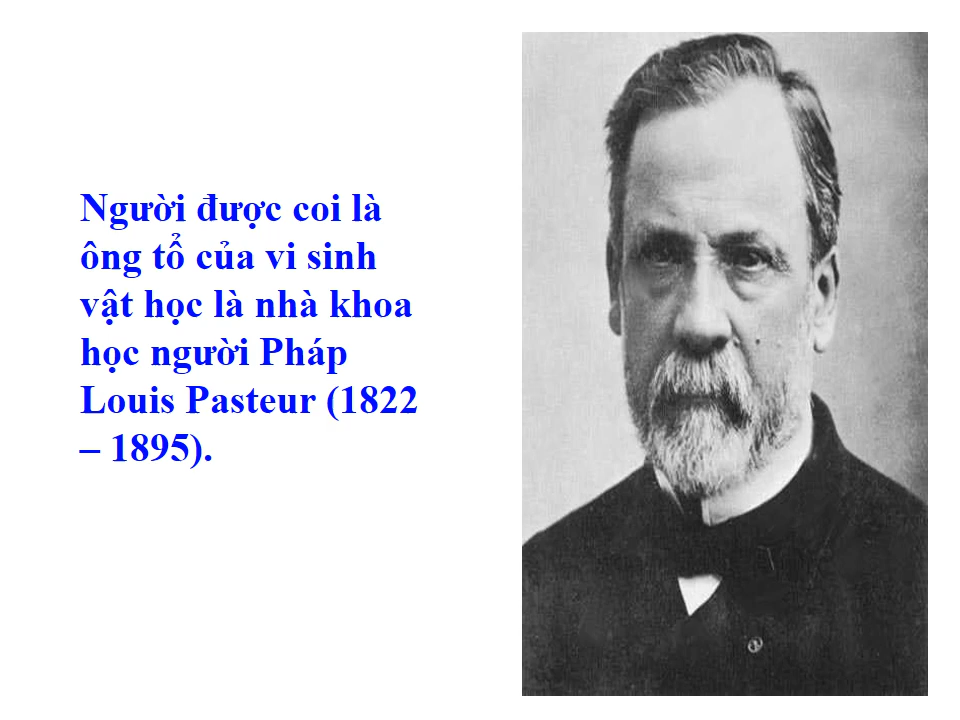 Người được coi là
ông tổ của vi sinh
vật học là nhà khoa
học người Pháp
Louis Pasteur (1822
– 1895).